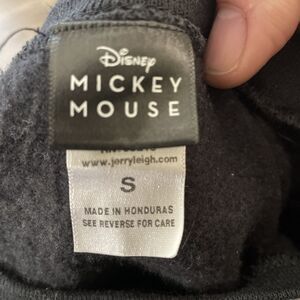 Disney
MICKEY
MOUSE
www.jerryleigh.com
S
MADE IN HONDURAS
SEE REVERSE FOR CARE